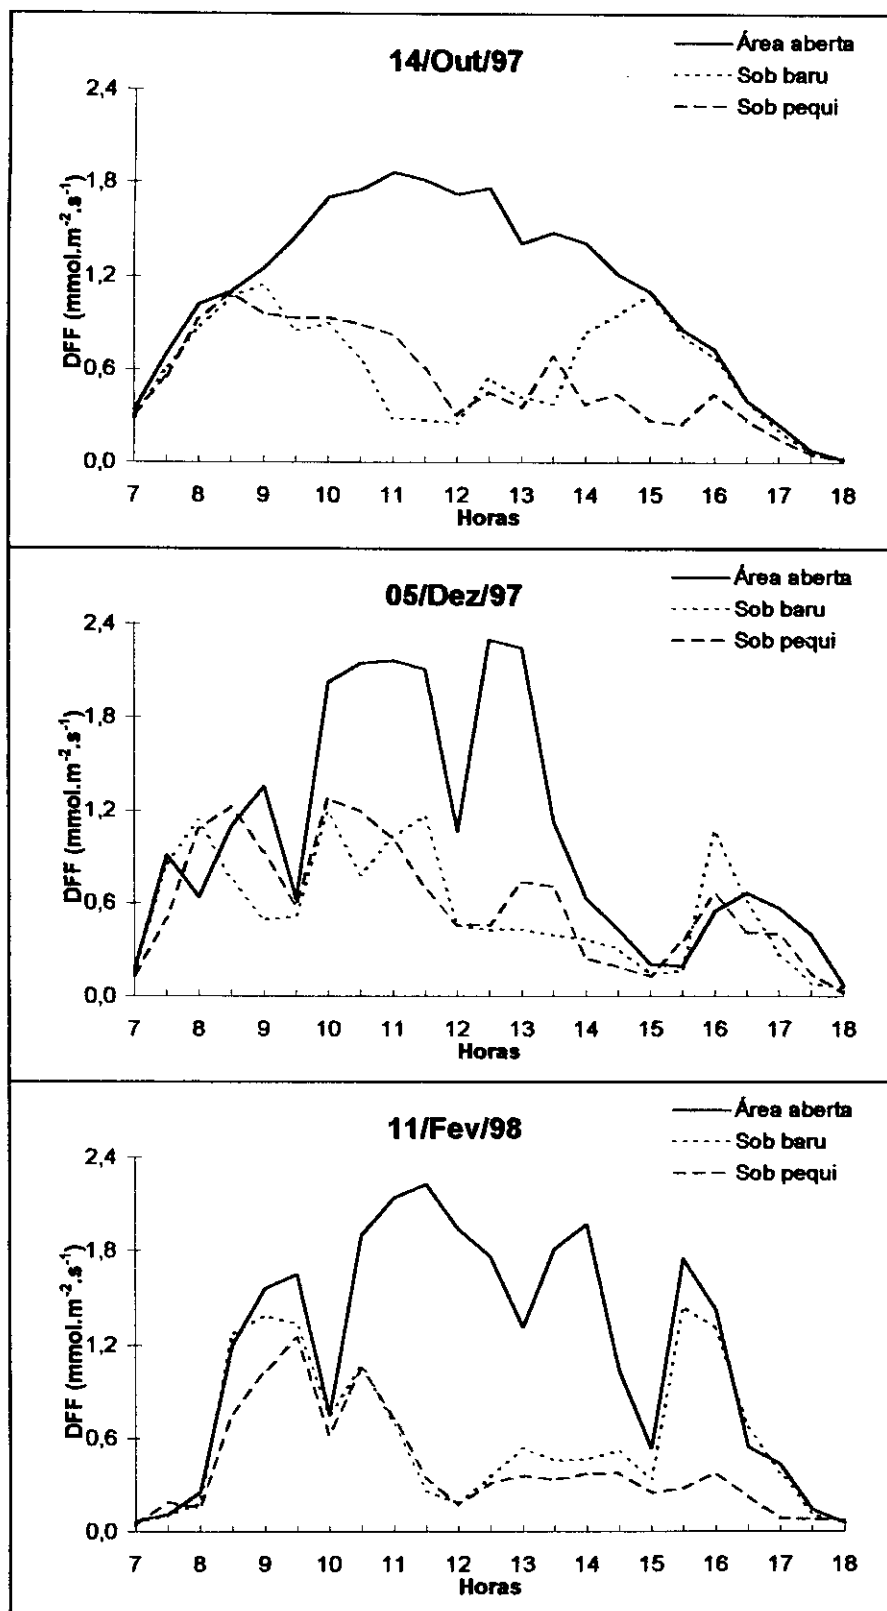 14/Out/97
Área aberta
Sob baru
Sob pequi
DFF (mmol.m⁻².s⁻¹)
2,4
1,8
1,2
0,6
0,0
7 8 9 10 11 12 13 14 15 16 17 18
Horas
05/Dez/97
Área aberta
Sob baru
Sob pequi
DFF (mmol.m⁻².s⁻¹)
2,4
1,8
1,2
0,6
0,0
7 8 9 10 11 12 13 14 15 16 17 18
Horas
11/Fev/98
Área aberta
Sob baru
Sob pequi
DFF (mmol.m⁻².s⁻¹)
2,4
1,8
1,2
0,6
0,0
7 8 9 10 11 12 13 14 15 16 17 18
Horas